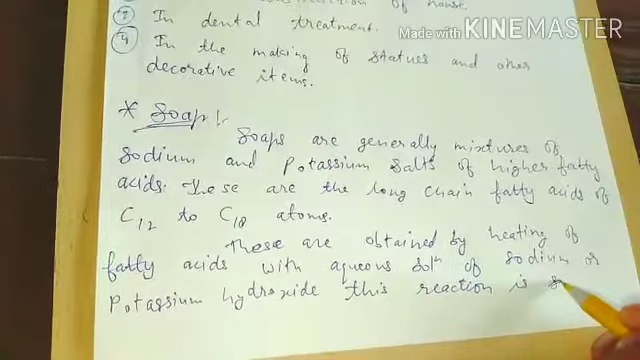 of house
③ In dental treatment.
④ In the making of statues and other
decorative items.
* Soap!-
Soaps are generally mixtures of
Sodium and Potassium Salts of higher fatty
acids. These are the long chain fatty acids of
C12 to C18 atoms.
These are obtained by heating of
fatty acids with aqueous Solⁿ of Sodium or
Potassium hydroxide this reaction is
Made with KINEMASTER